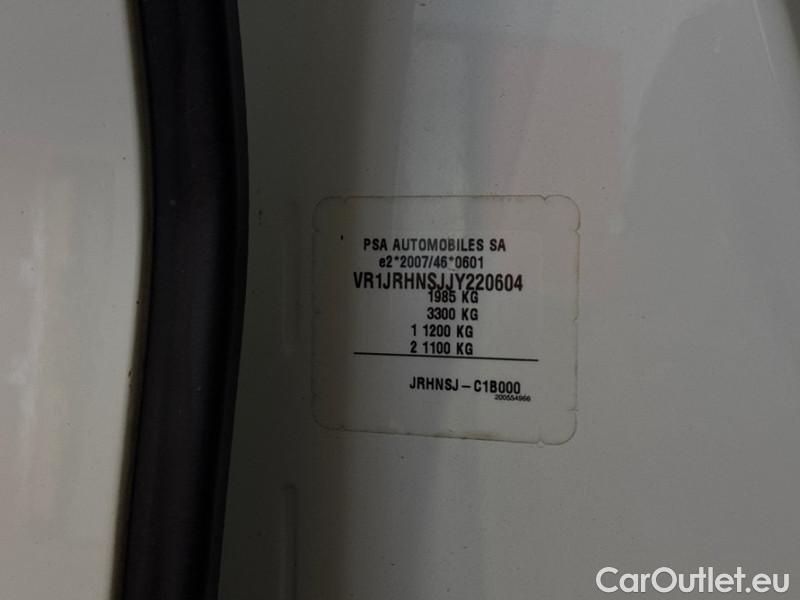 PSA AUTOMOBILES SA
e2*2007/46*0601
VR1JRHNSJJY220604
1985 KG
3300 KG
1 1200 KG
2 1100 KG
JRHNSJ-C1B000
200554966
CarOutlet.eu